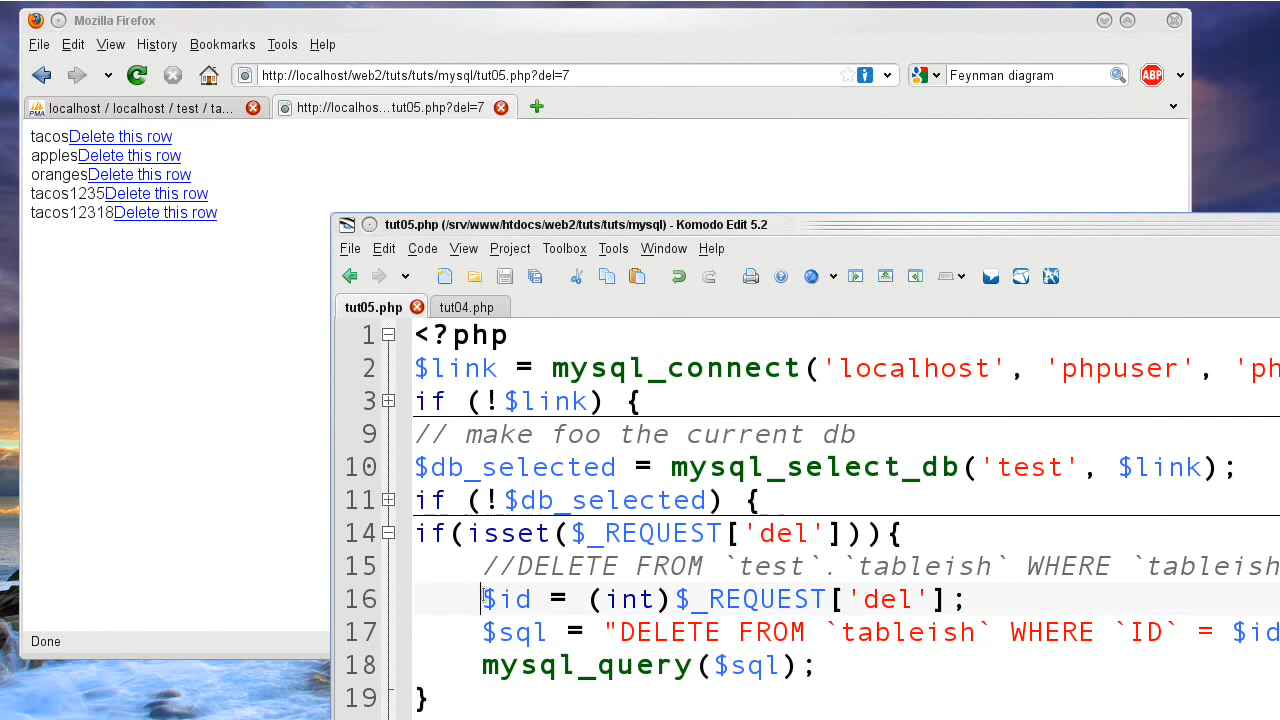 Mozilla Firefox
File Edit View History Bookmarks Tools Help
http://localhost/web2/tuts/tuts/mysql/tut05.php?del=7 Feynman diagram ABP
PMA localhost / localhost / test / ta... http://localhos...tut05.php?del=7
tacosDelete this row
applesDelete this row
orangesDelete this row
tacos1235Delete this row
tacos12318Delete this row
tut05.php (/srv/www/htdocs/web2/tuts/tuts/mysql) - Komodo Edit 5.2
File Edit Code View Project Toolbox Tools Window Help
tut05.php tut04.php
1 <?php
2 $link = mysql_connect('localhost', 'phpuser', 'ph
3 if (!$link) {
9 // make foo the current db
10 $db_selected = mysql_select_db('test', $link);
11 if (!$db_selected) {
14 if(isset($_REQUEST['del'])){
15 //DELETE FROM `test`.`tableish` WHERE `tableish
16 $id = (int)$_REQUEST['del'];
17 $sql = "DELETE FROM `tableish` WHERE `ID` = $id
18 mysql_query($sql);
19 }
Done